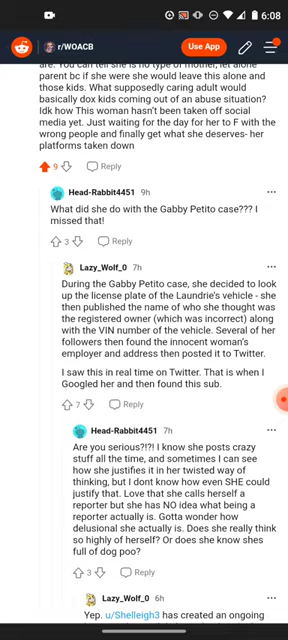 6:08
r/WOACB
Use App
are. You can tell she is no type of mother, let alone
parent bc if she were she would leave this alone and
those kids. What supposedly caring adult would
basically dox kids coming out of an abuse situation?
Idk how This woman hasn't been taken off social
media yet. Just waiting for the day for her to F with the
wrong people and finally get what she deserves- her
platforms taken down
9
Reply
Head-Rabbit4451 9h
What did she do with the Gabby Petito case??? I
missed that!
3
Reply
Lazy_Wolf_0 7h
During the Gabby Petito case, she decided to look
up the license plate of the Laundrie's vehicle - she
then published the name of who she thought was
the registered owner (which was incorrect) along
with the VIN number of the vehicle. Several of her
followers then found the innocent woman's
employer and address then posted it to Twitter.
I saw this in real time on Twitter. That is when I
Googled her and then found this sub.
7
Reply
Head-Rabbit4451 7h
Are you serious?!?! I know she posts crazy
stuff all the time, and sometimes I can see
how she justifies it in her twisted way of
thinking, but I dont know how even SHE could
justify that. Love that she calls herself a
reporter but she has NO idea what being a
reporter actually is. Gotta wonder how
delusional she actually is. Does she really think
so highly of herself? Or does she know shes
full of dog poo?
3
Reply
Lazy_Wolf_0 6h
Yep. u/Shelleigh3 has created an ongoing